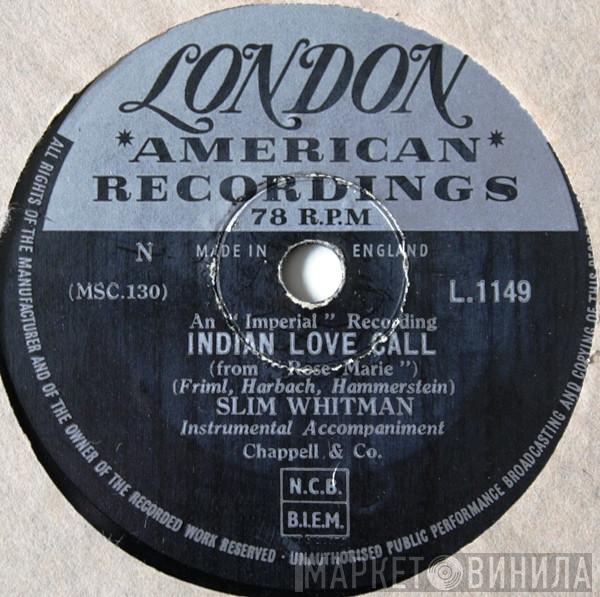 LONDON
*AMERICAN*
RECORDINGS
78 R.P.M
N MADE IN ENGLAND
(MSC.130) L.1149
An "Imperial" Recording
INDIAN LOVE CALL
(from "Rose Marie")
(Friml, Harbach, Hammerstein)
SLIM WHITMAN
Instrumental Accompaniment
Chappell & Co.
N.C.B.
B.I.E.M.
ALL RIGHTS OF THE MANUFACTURER AND OF THE OWNER OF THE RECORDED WORK RESERVED · UNAUTHORISED PUBLIC PERFORMANCE BROADCASTING AND COPYING OF THIS
МАРКЕТ ВИНИЛА